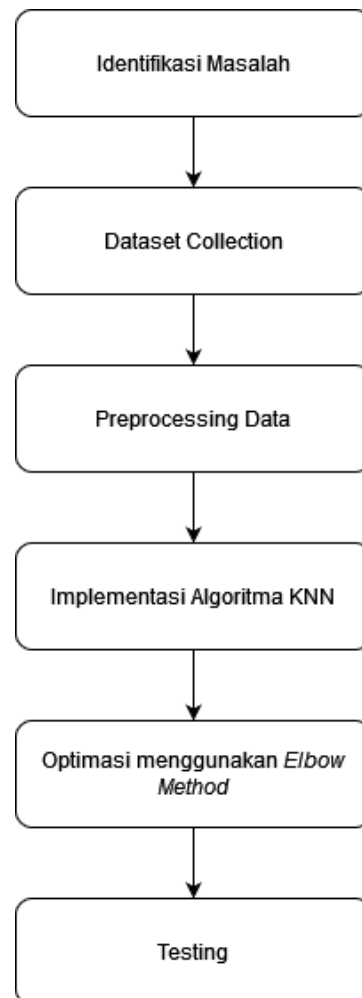 Identifikasi Masalah
Dataset Collection
Preprocessing Data
Implementasi Algoritma KNN
Optimasi menggunakan Elbow
Method
Testing